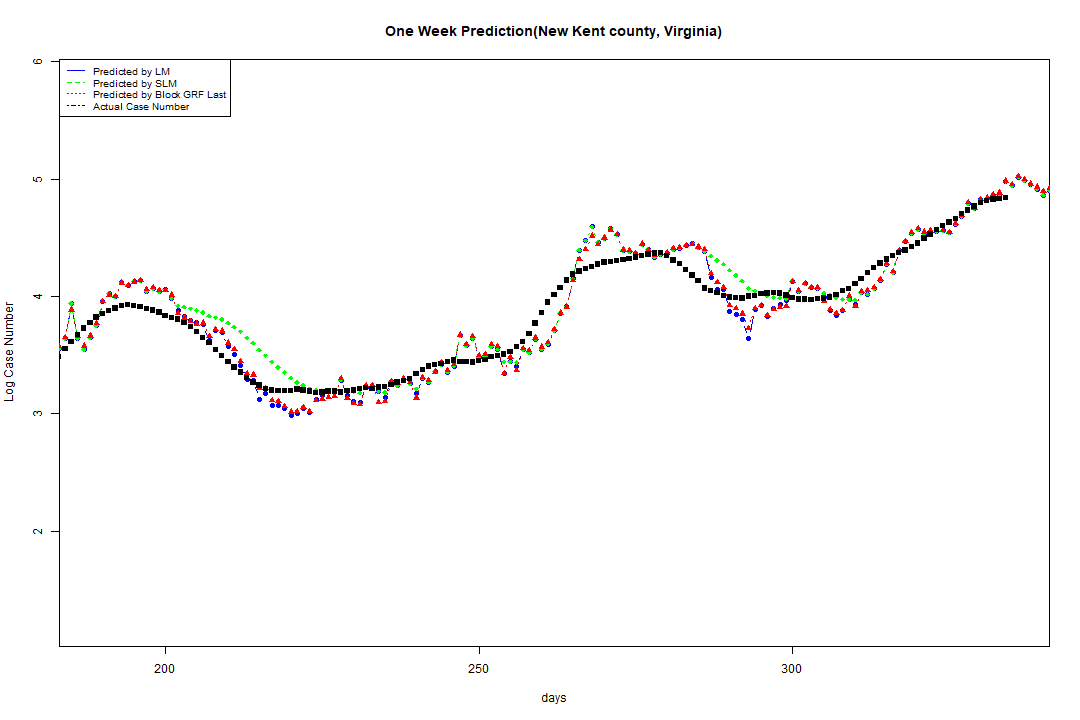 One Week Prediction(New Kent county, Virginia)
Predicted by LM
Predicted by SLM
Predicted by Block GRF Last
Actual Case Number
6
5
4
3
2
Log Case Number
200 250 300
days